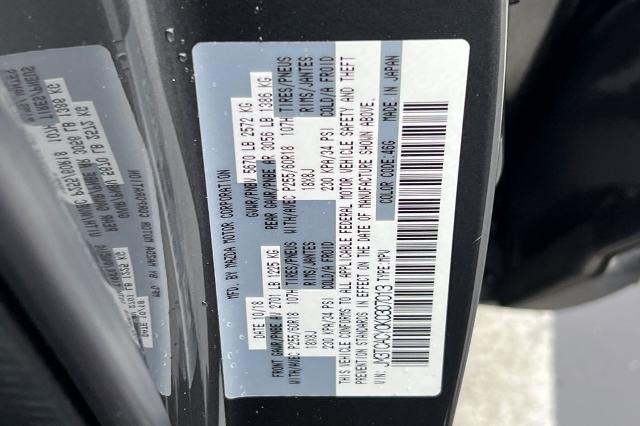 MFD. BY MAZDA MOTOR CORPORATION
DATE 10/18 GVWR/PNBV 5670 LB 2572 KG
FRONT GAWR/PNBE AV 2701 LB 1225 KG REAR GAWR/PNBE AR 3056 LB 1386 KG
WITH/AVEC P255/60R18 107H TIRES/PNEUS WITH/AVEC P255/60R18 107H TIRES/PNEUS
18X8J RIMS/JANTES 18X8J RIMS/JANTES
230 KPA/34 PSI COLD/A FROID 230 KPA/34 PSI COLD/A FROID
THIS VEHICLE CONFORMS TO ALL APPLICABLE FEDERAL MOTOR VEHICLE SAFETY AND THEFT
PREVENTION STANDARDS IN EFFECT ON THE DATE OF MANUFACTURE SHOWN ABOVE.
VIN: TYPE:MPV COLOR CODE:46G MADE IN JAPAN